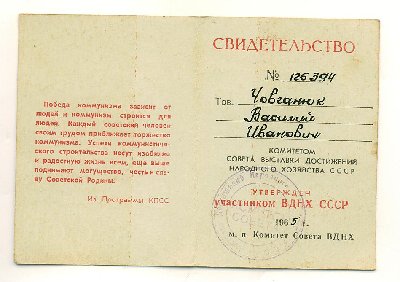 Победа коммунизма зависит от
людей и коммунизм строится для
людей. Каждый советский человек
своим трудом приближает торжество
коммунизма. Успехи коммунистиче-
ского строительства несут изобилие
и радостную жизнь всем, еще выше
поднимают могущество, честь и сла-
ву Советской Родины.
Из Программы КПСС
СВИДЕТЕЛЬСТВО
№ 126394
Тов. Човганюк
Василий
Иванович
КОМИТЕТОМ
СОВЕТА ВЫСТАВКИ ДОСТИЖЕНИЙ
НАРОДНОГО ХОЗЯЙСТВА СССР
УТВЕРЖДЕН
участником ВДНХ СССР
1965 г.
м. п Комитет Совета ВДНХ